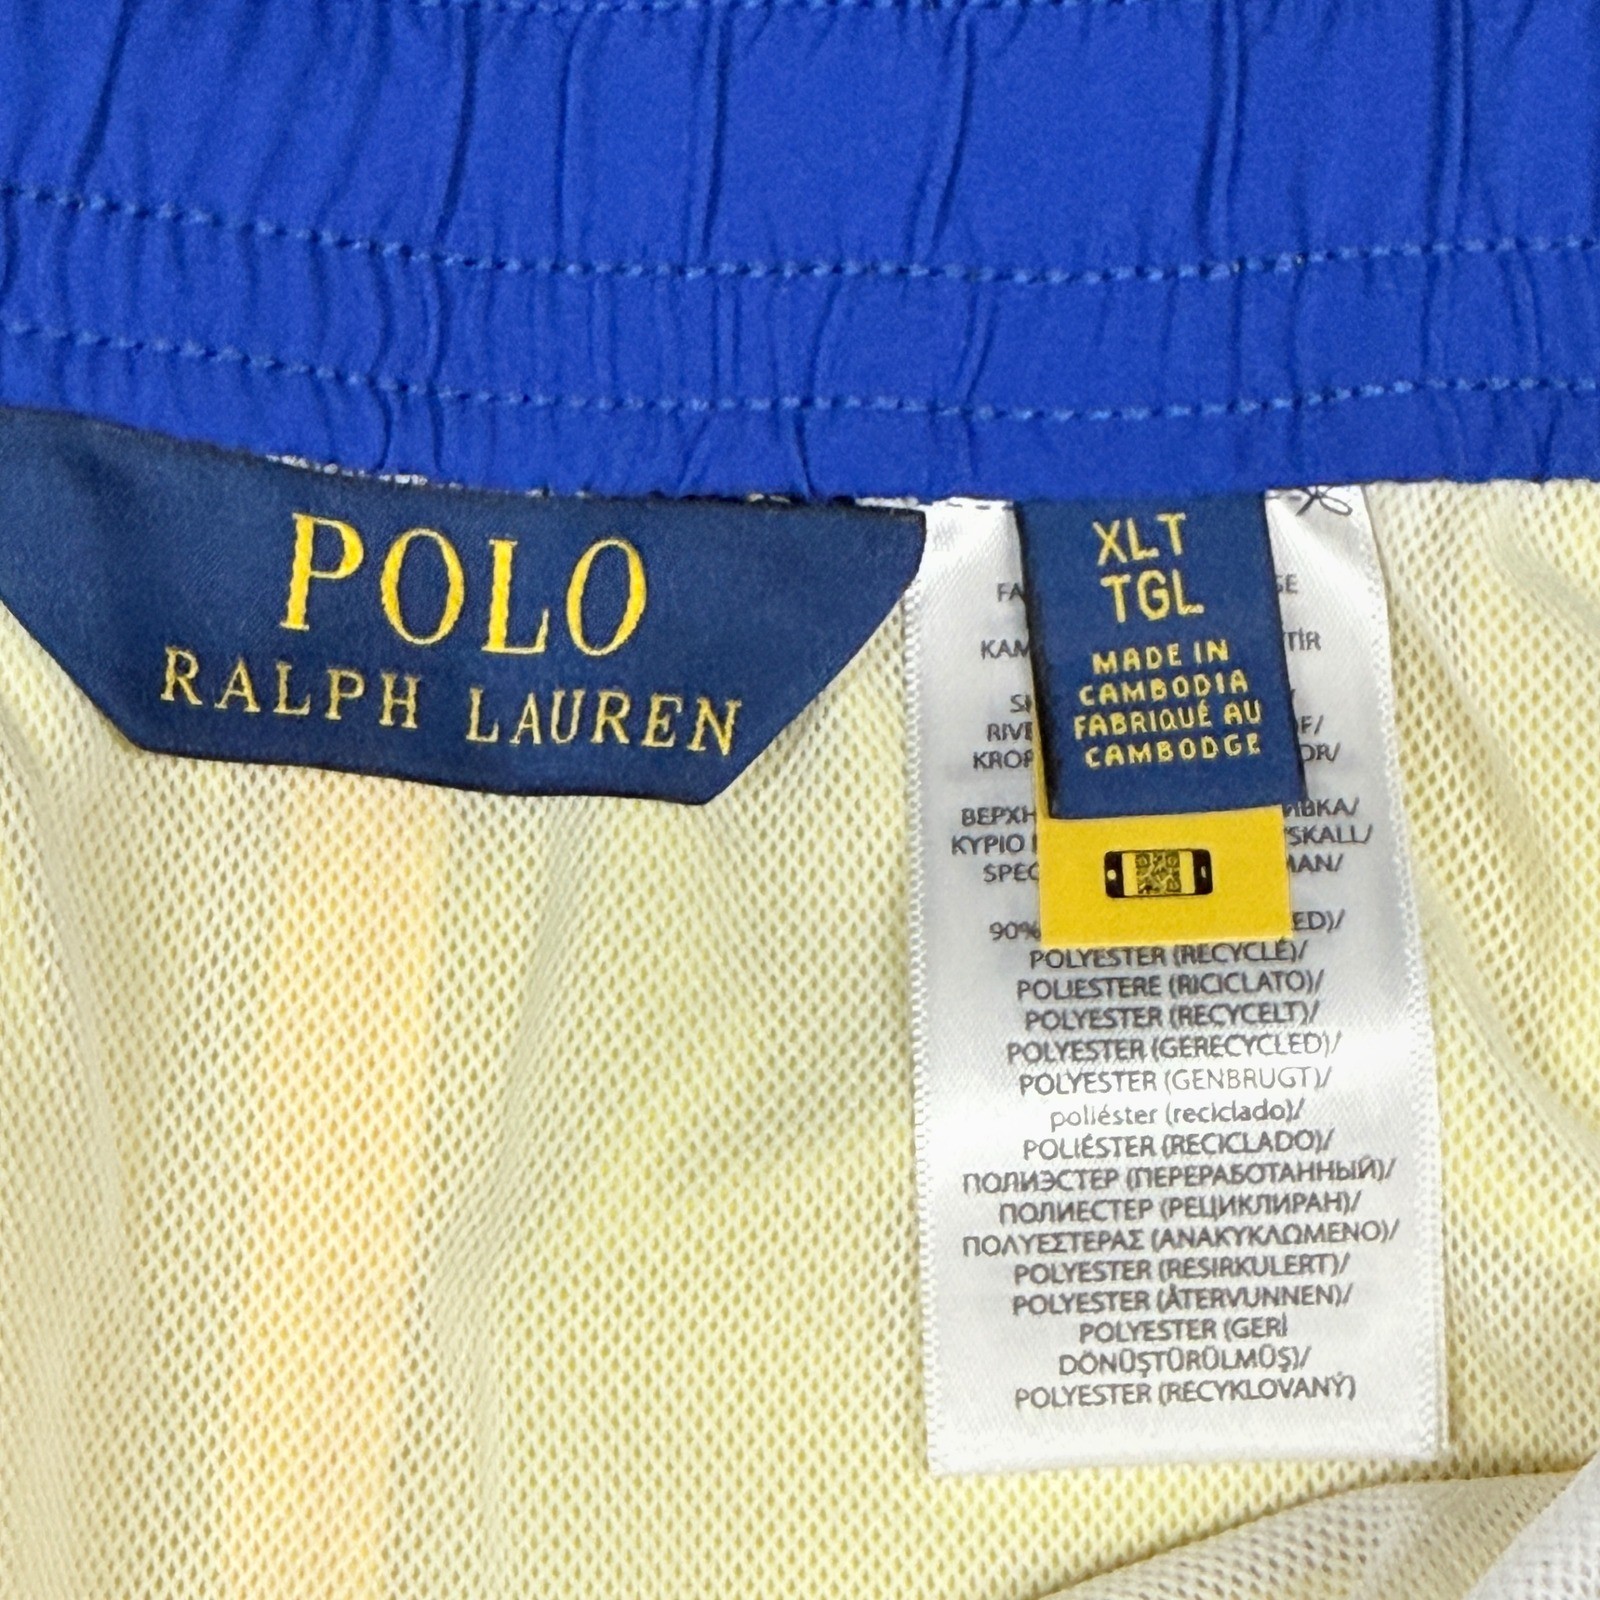 POLO
RALPH LAUREN
XLT
TGL
MADE IN
CAMBODIA
FABRIQUÉ AU
CAMBODGE
90%
POLYESTER (RECYCLÉ)/
POLIESTERE (RICICLATO)/
POLYESTER (RECYCELT)/
POLYESTER (GERECYCLED)/
POLYESTER (GENBRUGT)/
poliéster (reciclado)/
POLIÉSTER (RECICLADO)/
ПОЛИЭСТЕР (ПЕРЕРАБОТАННЫЙ)/
ПОЛИЕСТЕР (РЕЦИКЛИРАН)/
ΠΟΛΥΕΣΤΕΡΑΣ (ΑΝΑΚΥΚΛΩΜΕΝΟ)/
POLYESTER (RESIRKULERT)/
POLYESTER (ÅTERVUNNEN)/
POLYESTER (GERİ
DÖNÜŞTÜRÜLMÜŞ)/
POLYESTER (RECYKLOVANÝ)